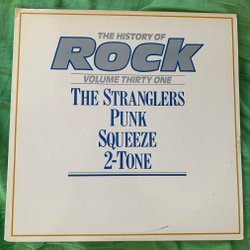 THE HISTORY OF
Rock
VOLUME THIRTY ONE
THE STRANGLERS
PUNK
SQUEEZE
2-TONE